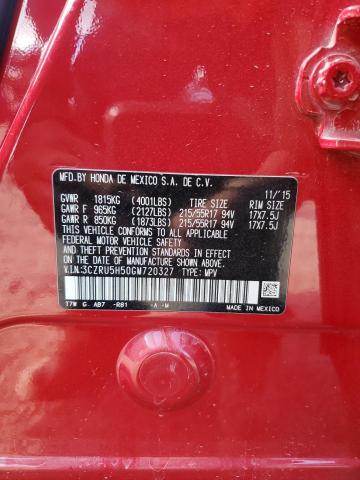 MFD.BY HONDA DE MEXICO S.A. DE C.V.
11/'15
GVWR 1815KG (4001LBS) TIRE SIZE RIM SIZE
GAWR F 965KG (2127LBS) 215/55R17 94V 17X7.5J
GAWR R 850KG (1873LBS) 215/55R17 94V 17X7.5J
THIS VEHICLE CONFORMS TO ALL APPLICABLE
FEDERAL MOTOR VEHICLE SAFETY AND
THEFT PREVENTION STANDARDS IN EFFECT ON
THE DATE OF MANUFACTURE SHOWN ABOVE.
V.I.N:3CZRU5H50GM720327 TYPE: MPV
T7W G. AB7 -R81 -A -M
MADE IN MEXICO